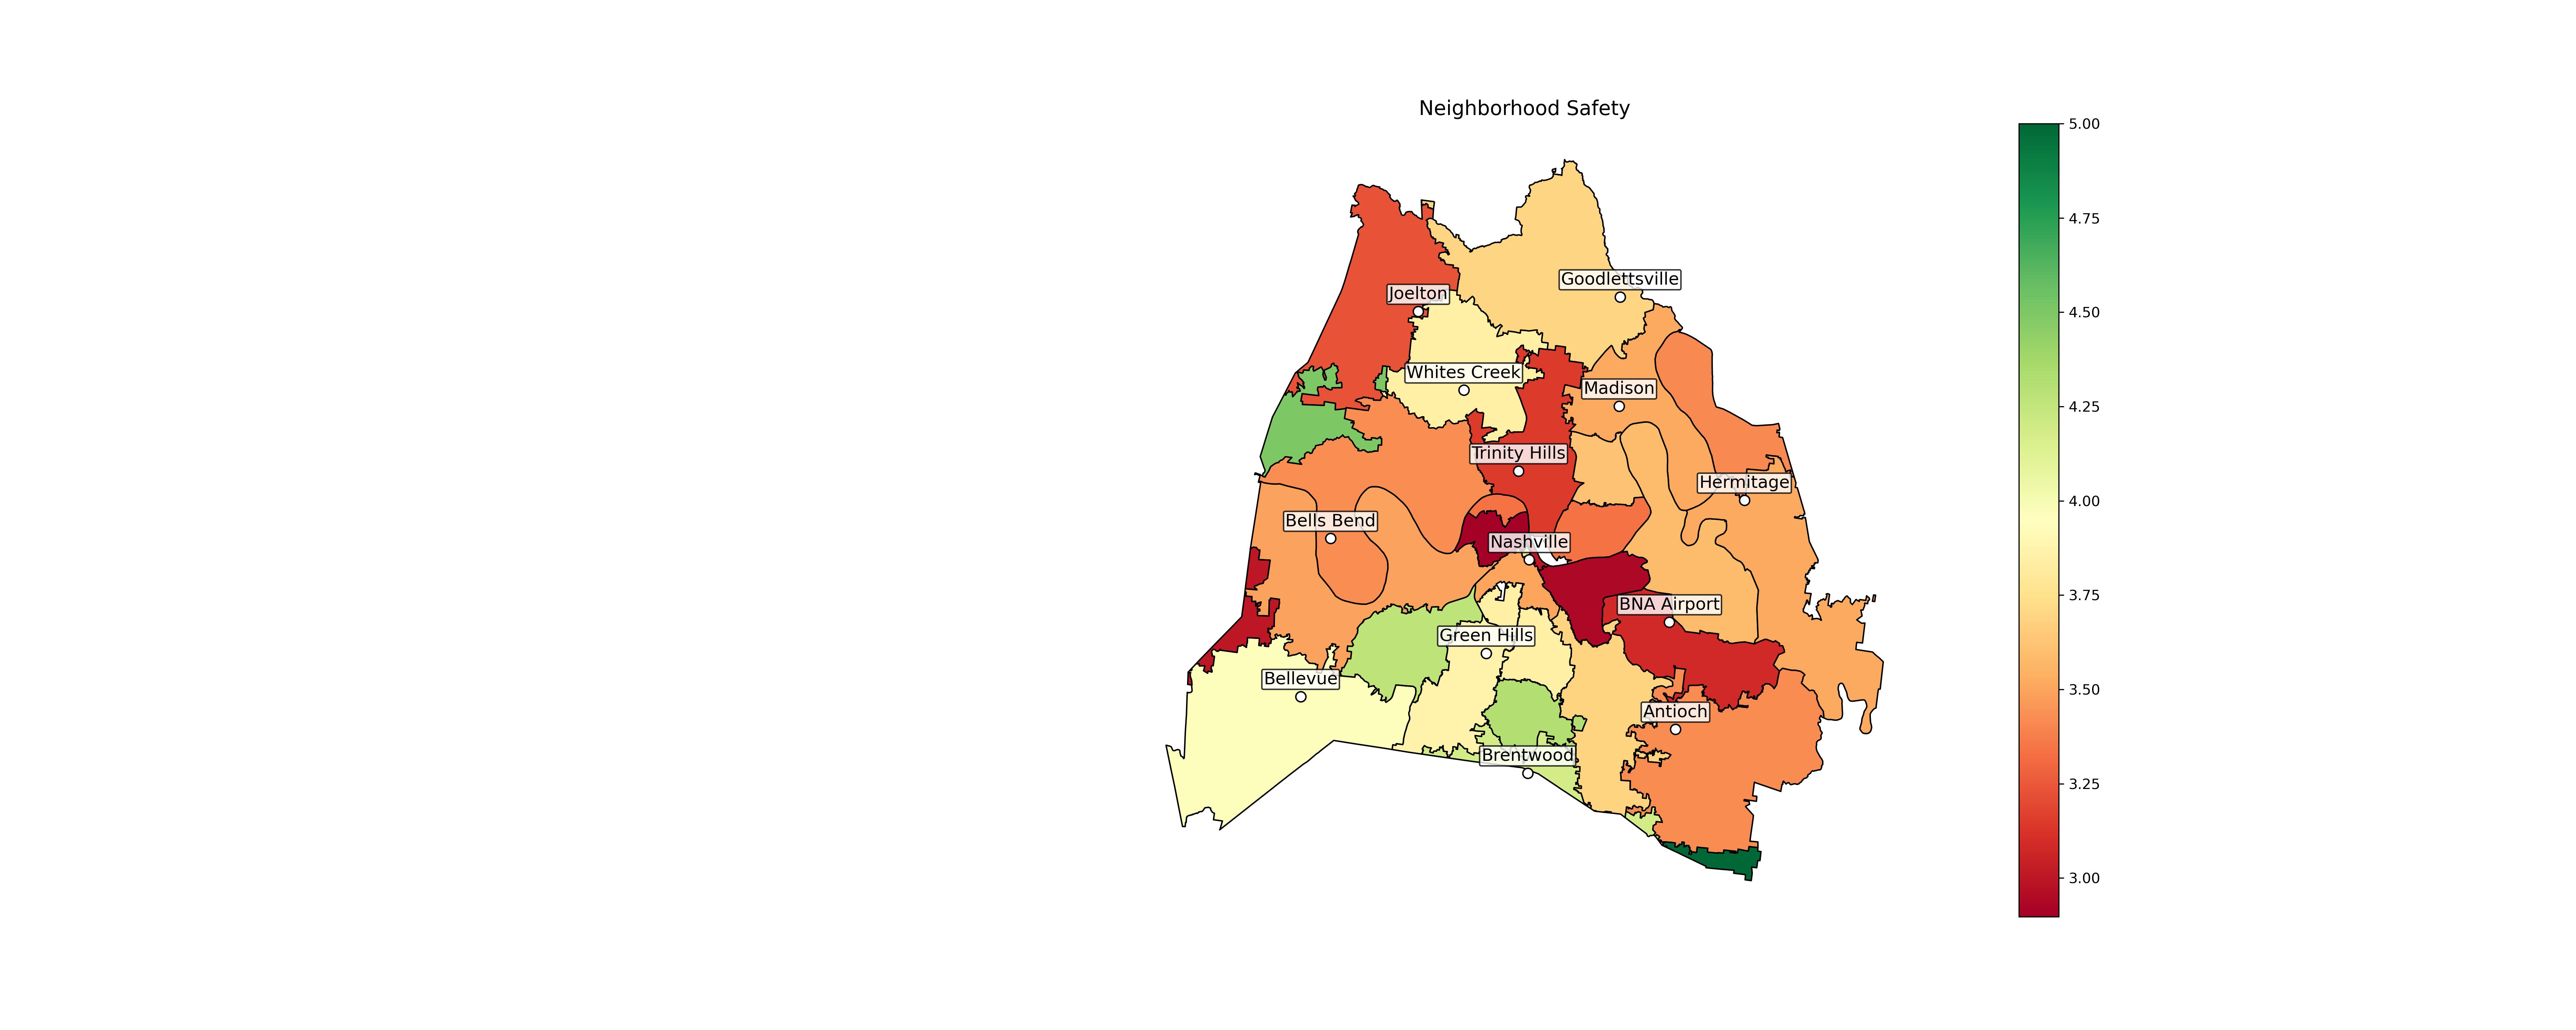 Neighborhood Safety
Goodlettsville
Joelton
Whites Creek
Madison
Trinity Hills
Hermitage
Bells Bend
Nashville
BNA Airport
Green Hills
Bellevue
Antioch
Brentwood
5.00
4.75
4.50
4.25
4.00
3.75
3.50
3.25
3.00